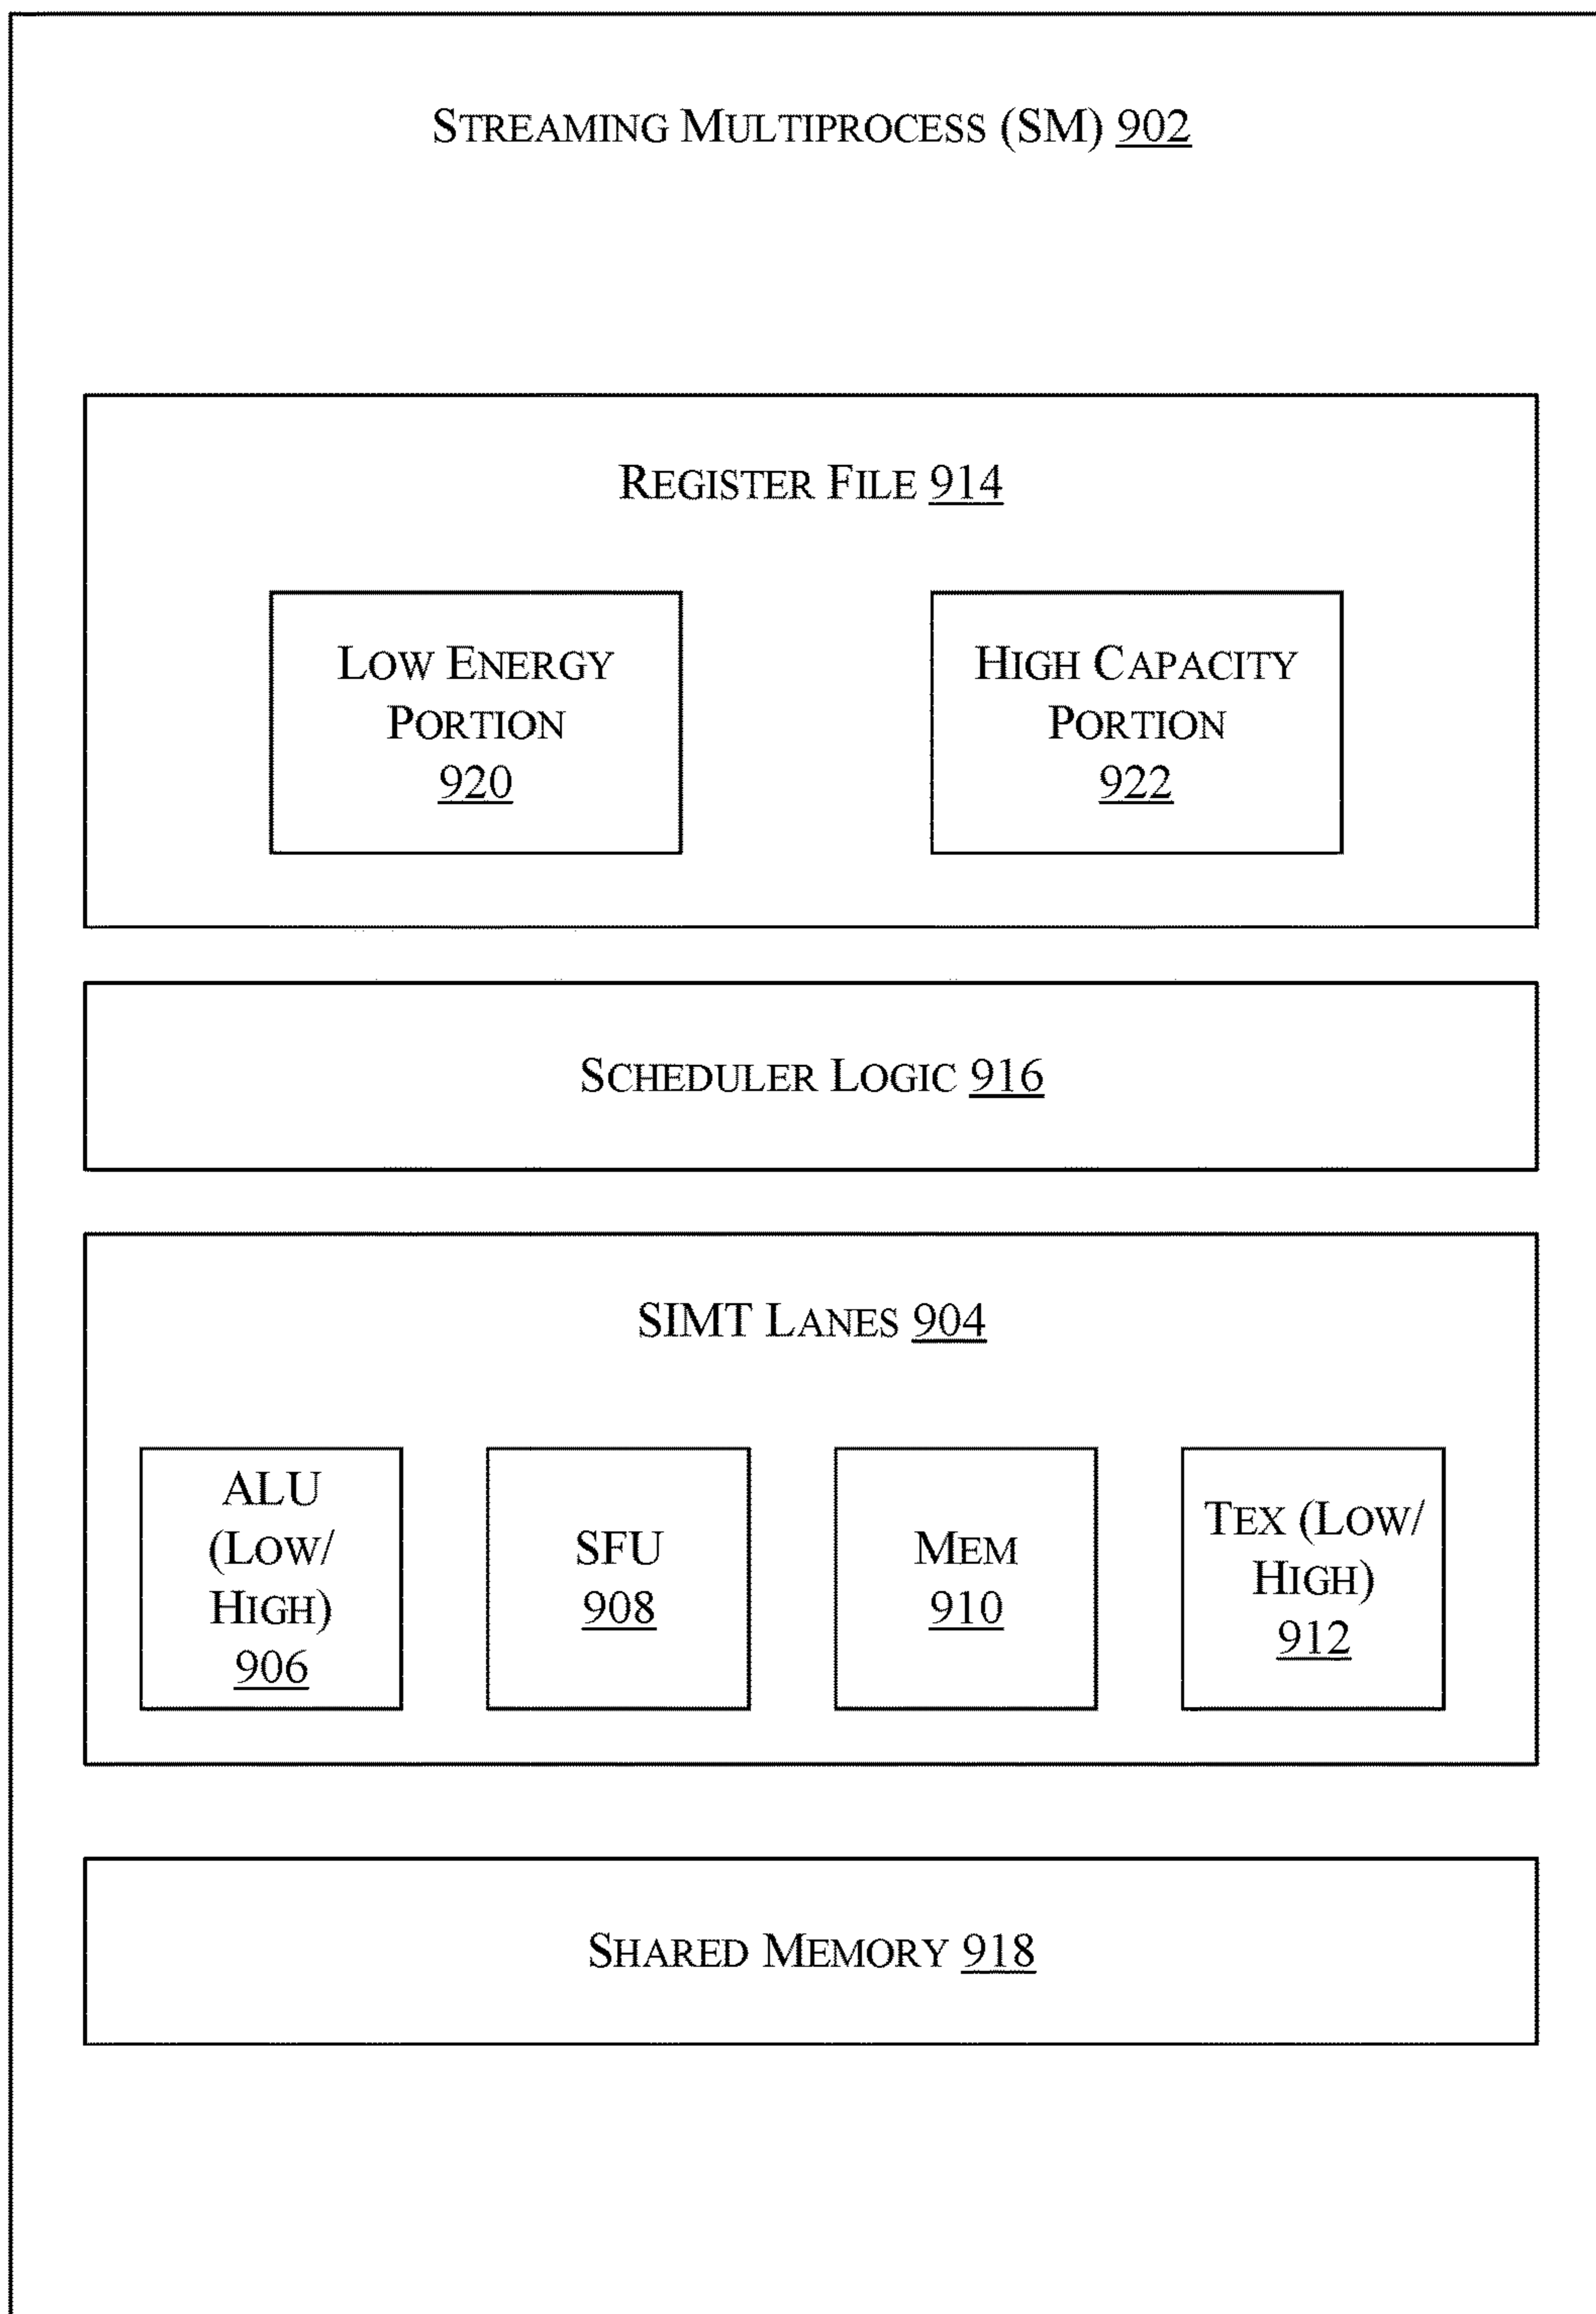 STREAMING MULTIPROCESS (SM) 902
REGISTER FILE 914
LOW ENERGY
PORTION
920
HIGH CAPACITY
PORTION
922
SCHEDULER LOGIC 916
SIMT LANES 904
ALU
(LOW/
HIGH)
906
SFU
908
MEM
910
TEX (LOW/
HIGH)
912
SHARED MEMORY 918